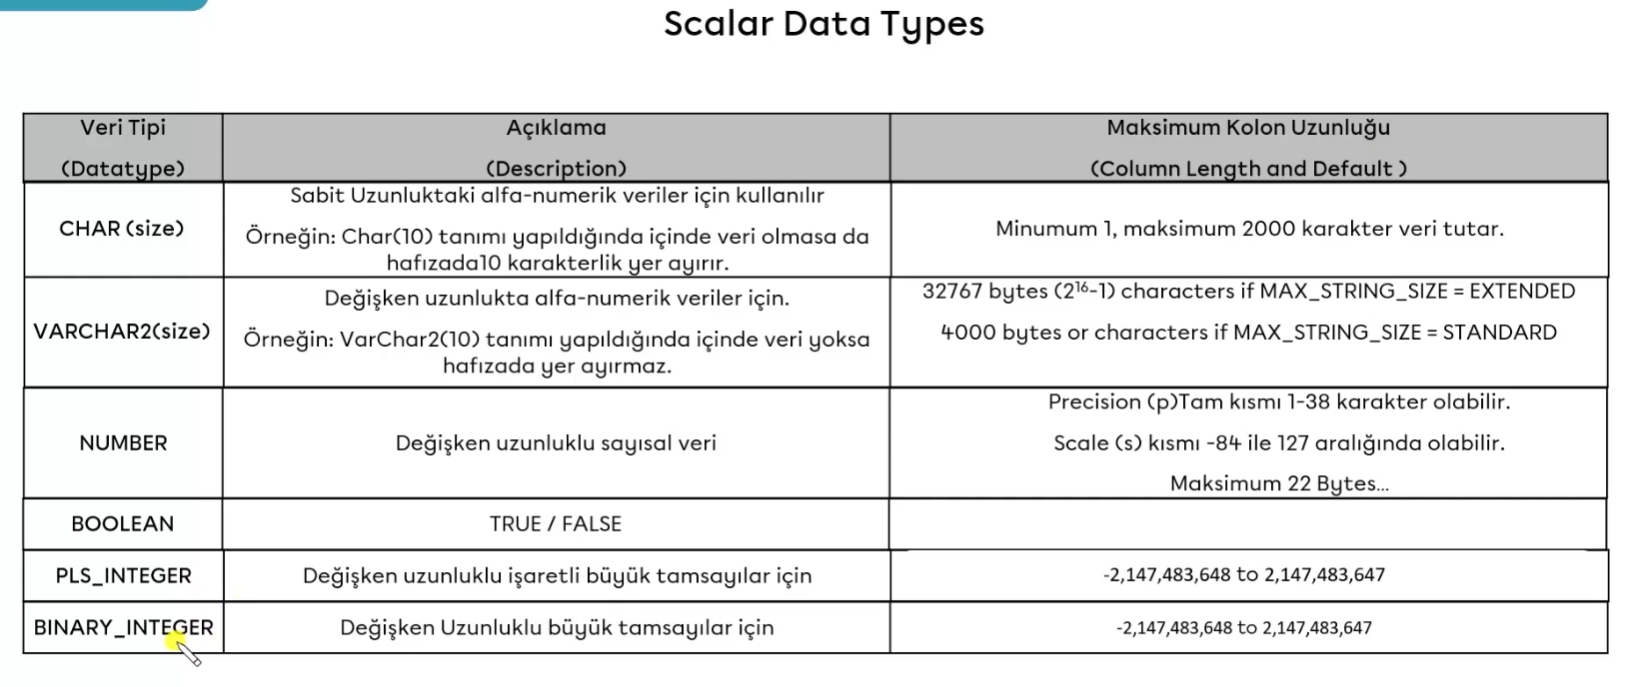 Scalar Data Types
Veri Tipi
(Datatype)
Açıklama
(Description)
Maksimum Kolon Uzunluğu
(Column Length and Default )
CHAR (size)
Sabit Uzunluktaki alfa-numerik veriler için kullanılır
Örneğin: Char(10) tanımı yapıldığında içinde veri olmasa da
hafızada10 karakterlik yer ayırır.
Minumum 1, maksimum 2000 karakter veri tutar.
VARCHAR2(size)
Değişken uzunlukta alfa-numerik veriler için.
Örneğin: VarChar2(10) tanımı yapıldığında içinde veri yoksa
hafızada yer ayırmaz.
32767 bytes (2¹⁶-1) characters if MAX_STRING_SIZE = EXTENDED
4000 bytes or characters if MAX_STRING_SIZE = STANDARD
NUMBER
Değişken uzunluklu sayısal veri
Precision (p)Tam kısmı 1-38 karakter olabilir.
Scale (s) kısmı -84 ile 127 aralığında olabilir.
Maksimum 22 Bytes...
BOOLEAN
TRUE / FALSE
PLS_INTEGER
Değişken uzunluklu işaretli büyük tamsayılar için
-2,147,483,648 to 2,147,483,647
BINARY_INTEGER
Değişken Uzunluklu büyük tamsayılar için
-2,147,483,648 to 2,147,483,647